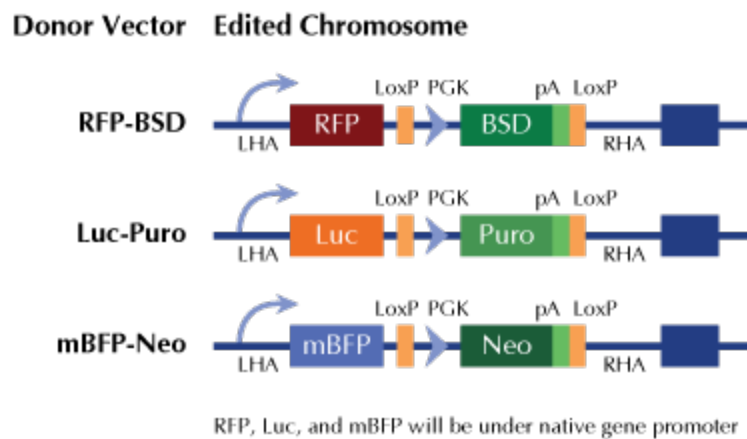 Donor Vector Edited Chromosome
LoxP PGK pA LoxP
RFP-BSD RFP BSD
LHA RHA
LoxP PGK pA LoxP
Luc-Puro Luc Puro
LHA RHA
LoxP PGK pA LoxP
mBFP-Neo mBFP Neo
LHA RHA
RFP, Luc, and mBFP will be under native gene promoter